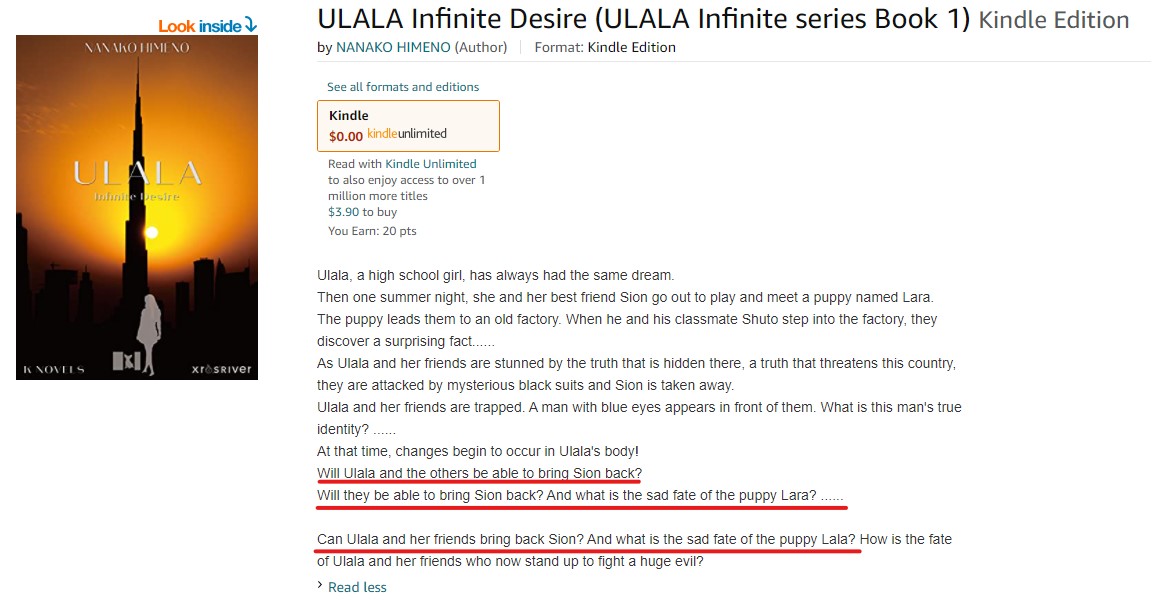 Look inside
NANAKO HIMENO
ULALA
Infinite Desire
K NOVELS
XI
xrosriver
ULALA Infinite Desire (ULALA Infinite series Book 1) Kindle Edition
by NANAKO HIMENO (Author) | Format: Kindle Edition
See all formats and editions
Kindle
$0.00 kindleunlimited
Read with Kindle Unlimited
to also enjoy access to over 1
million more titles
$3.90 to buy
You Earn: 20 pts
Ulala, a high school girl, has always had the same dream.
Then one summer night, she and her best friend Sion go out to play and meet a puppy named Lara.
The puppy leads them to an old factory. When he and his classmate Shuto step into the factory, they
discover a surprising fact......
As Ulala and her friends are stunned by the truth that is hidden there, a truth that threatens this country,
they are attacked by mysterious black suits and Sion is taken away.
Ulala and her friends are trapped. A man with blue eyes appears in front of them. What is this man's true
identity? ......
At that time, changes begin to occur in Ulala's body!
Will Ulala and the others be able to bring Sion back?
Will they be able to bring Sion back? And what is the sad fate of the puppy Lara? ......
Can Ulala and her friends bring back Sion? And what is the sad fate of the puppy Lala? How is the fate
of Ulala and her friends who now stand up to fight a huge evil?
Read less